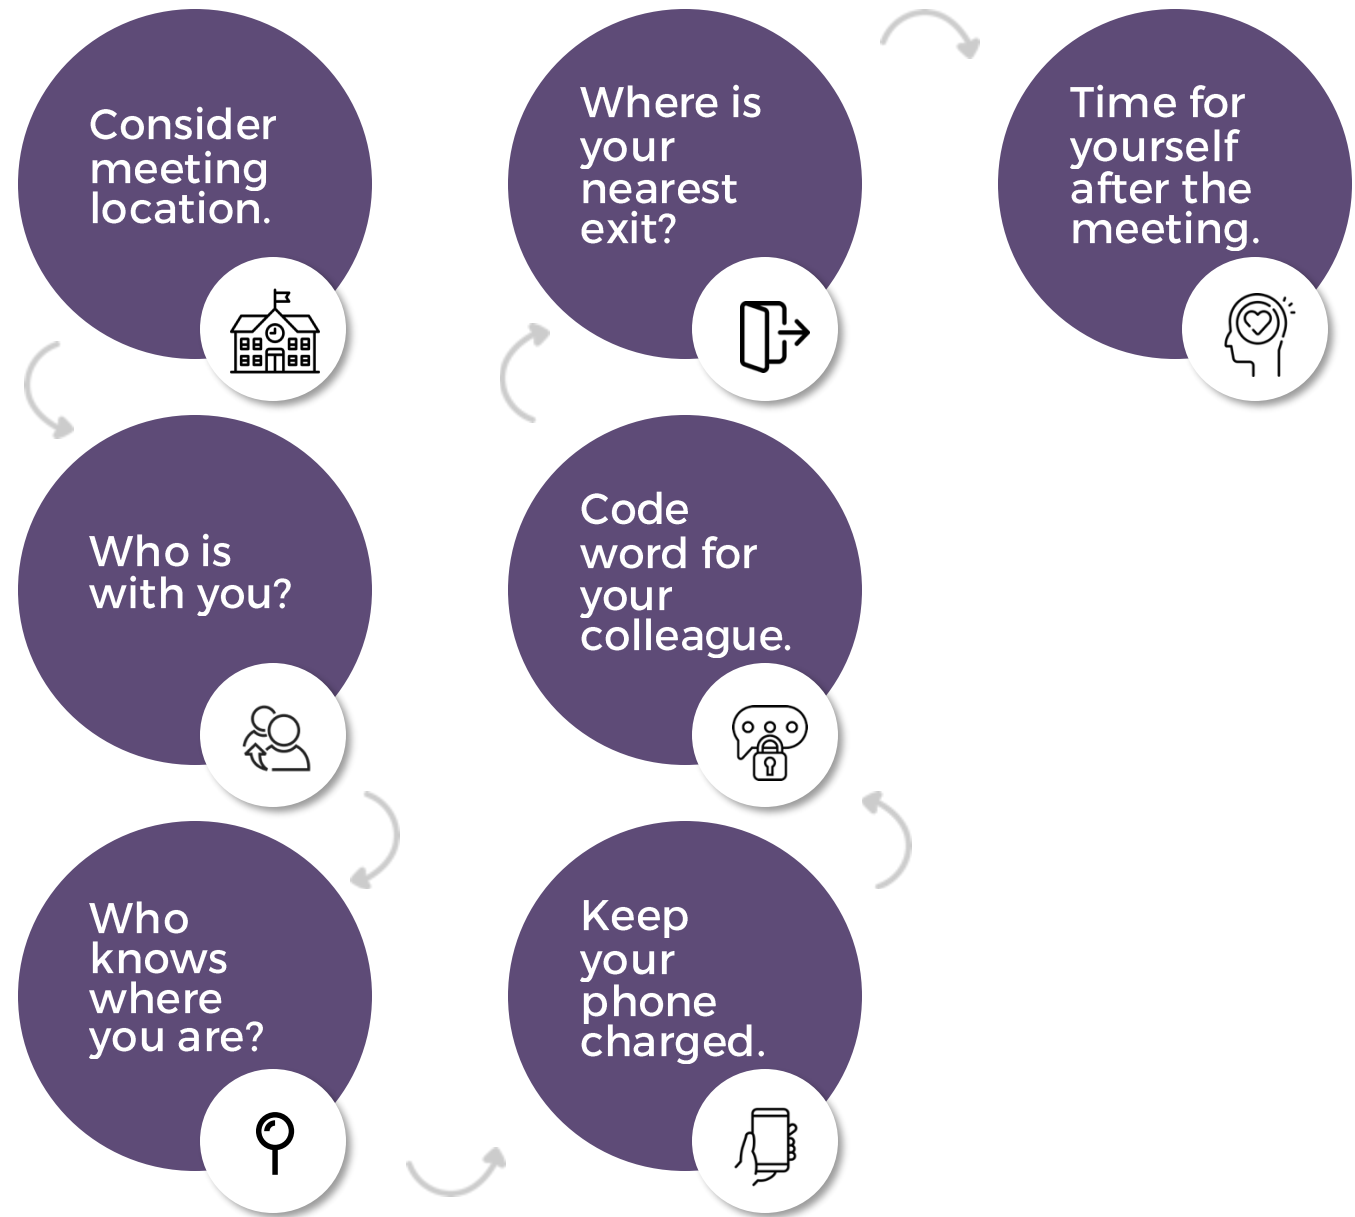 Consider
meeting
location.
Who is
with you?
Who
knows
where
you are?
Keep
your
phone
charged.
Code
word for
your
colleague.
Where is
your
nearest
exit?
Time for
yourself
after the
meeting.